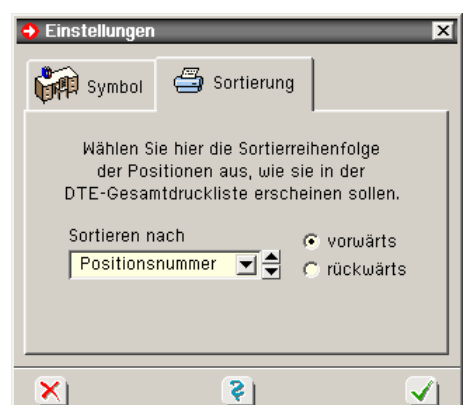 Einstellungen
Symbol
Sortierung
Wählen Sie hier die Sortierreihenfolge
der Positionen aus, wie sie in der
DTE-Gesamtdruckliste erscheinen sollen.
Sortieren nach
Positionsnummer
vorwärts
rückwärts